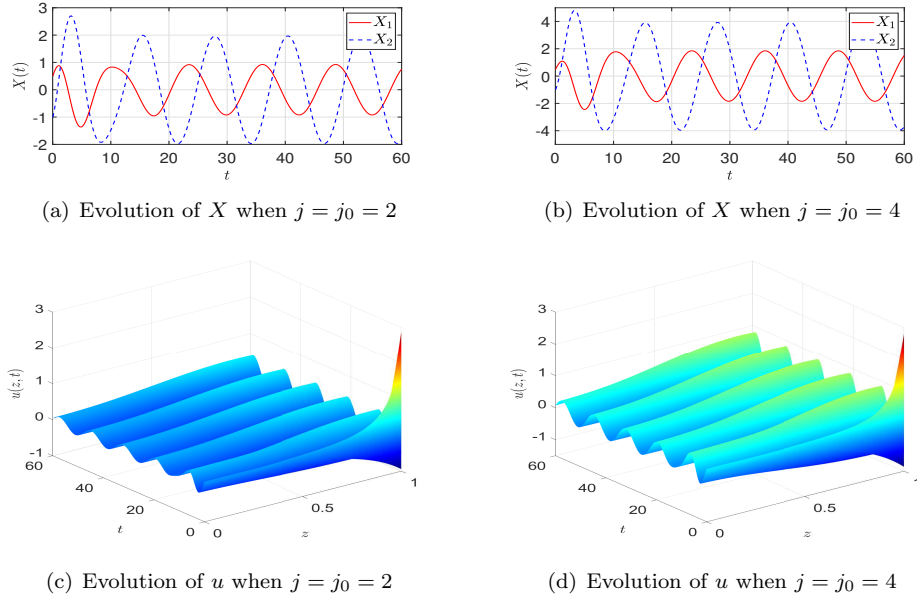 3
2
1
0
1
-2
X(t)
0 10 20 30 40 50 60
t
X₁
X₂
(a) Evolution of X when j = j₀ = 2
4
2
0
-2
-4
X(t)
0 10 20 30 40 50 60
t
X₁
X₂
(b) Evolution of X when j = j₀ = 4
3
2
1
0
-1
u(z,t)
60
40
20
0
t
0
0.5
1
z
(c) Evolution of u when j = j₀ = 2
3
2
1
0
-1
u(z,t)
60
40
20
0
t
0
0.5
z
(d) Evolution of u when j = j₀ = 4